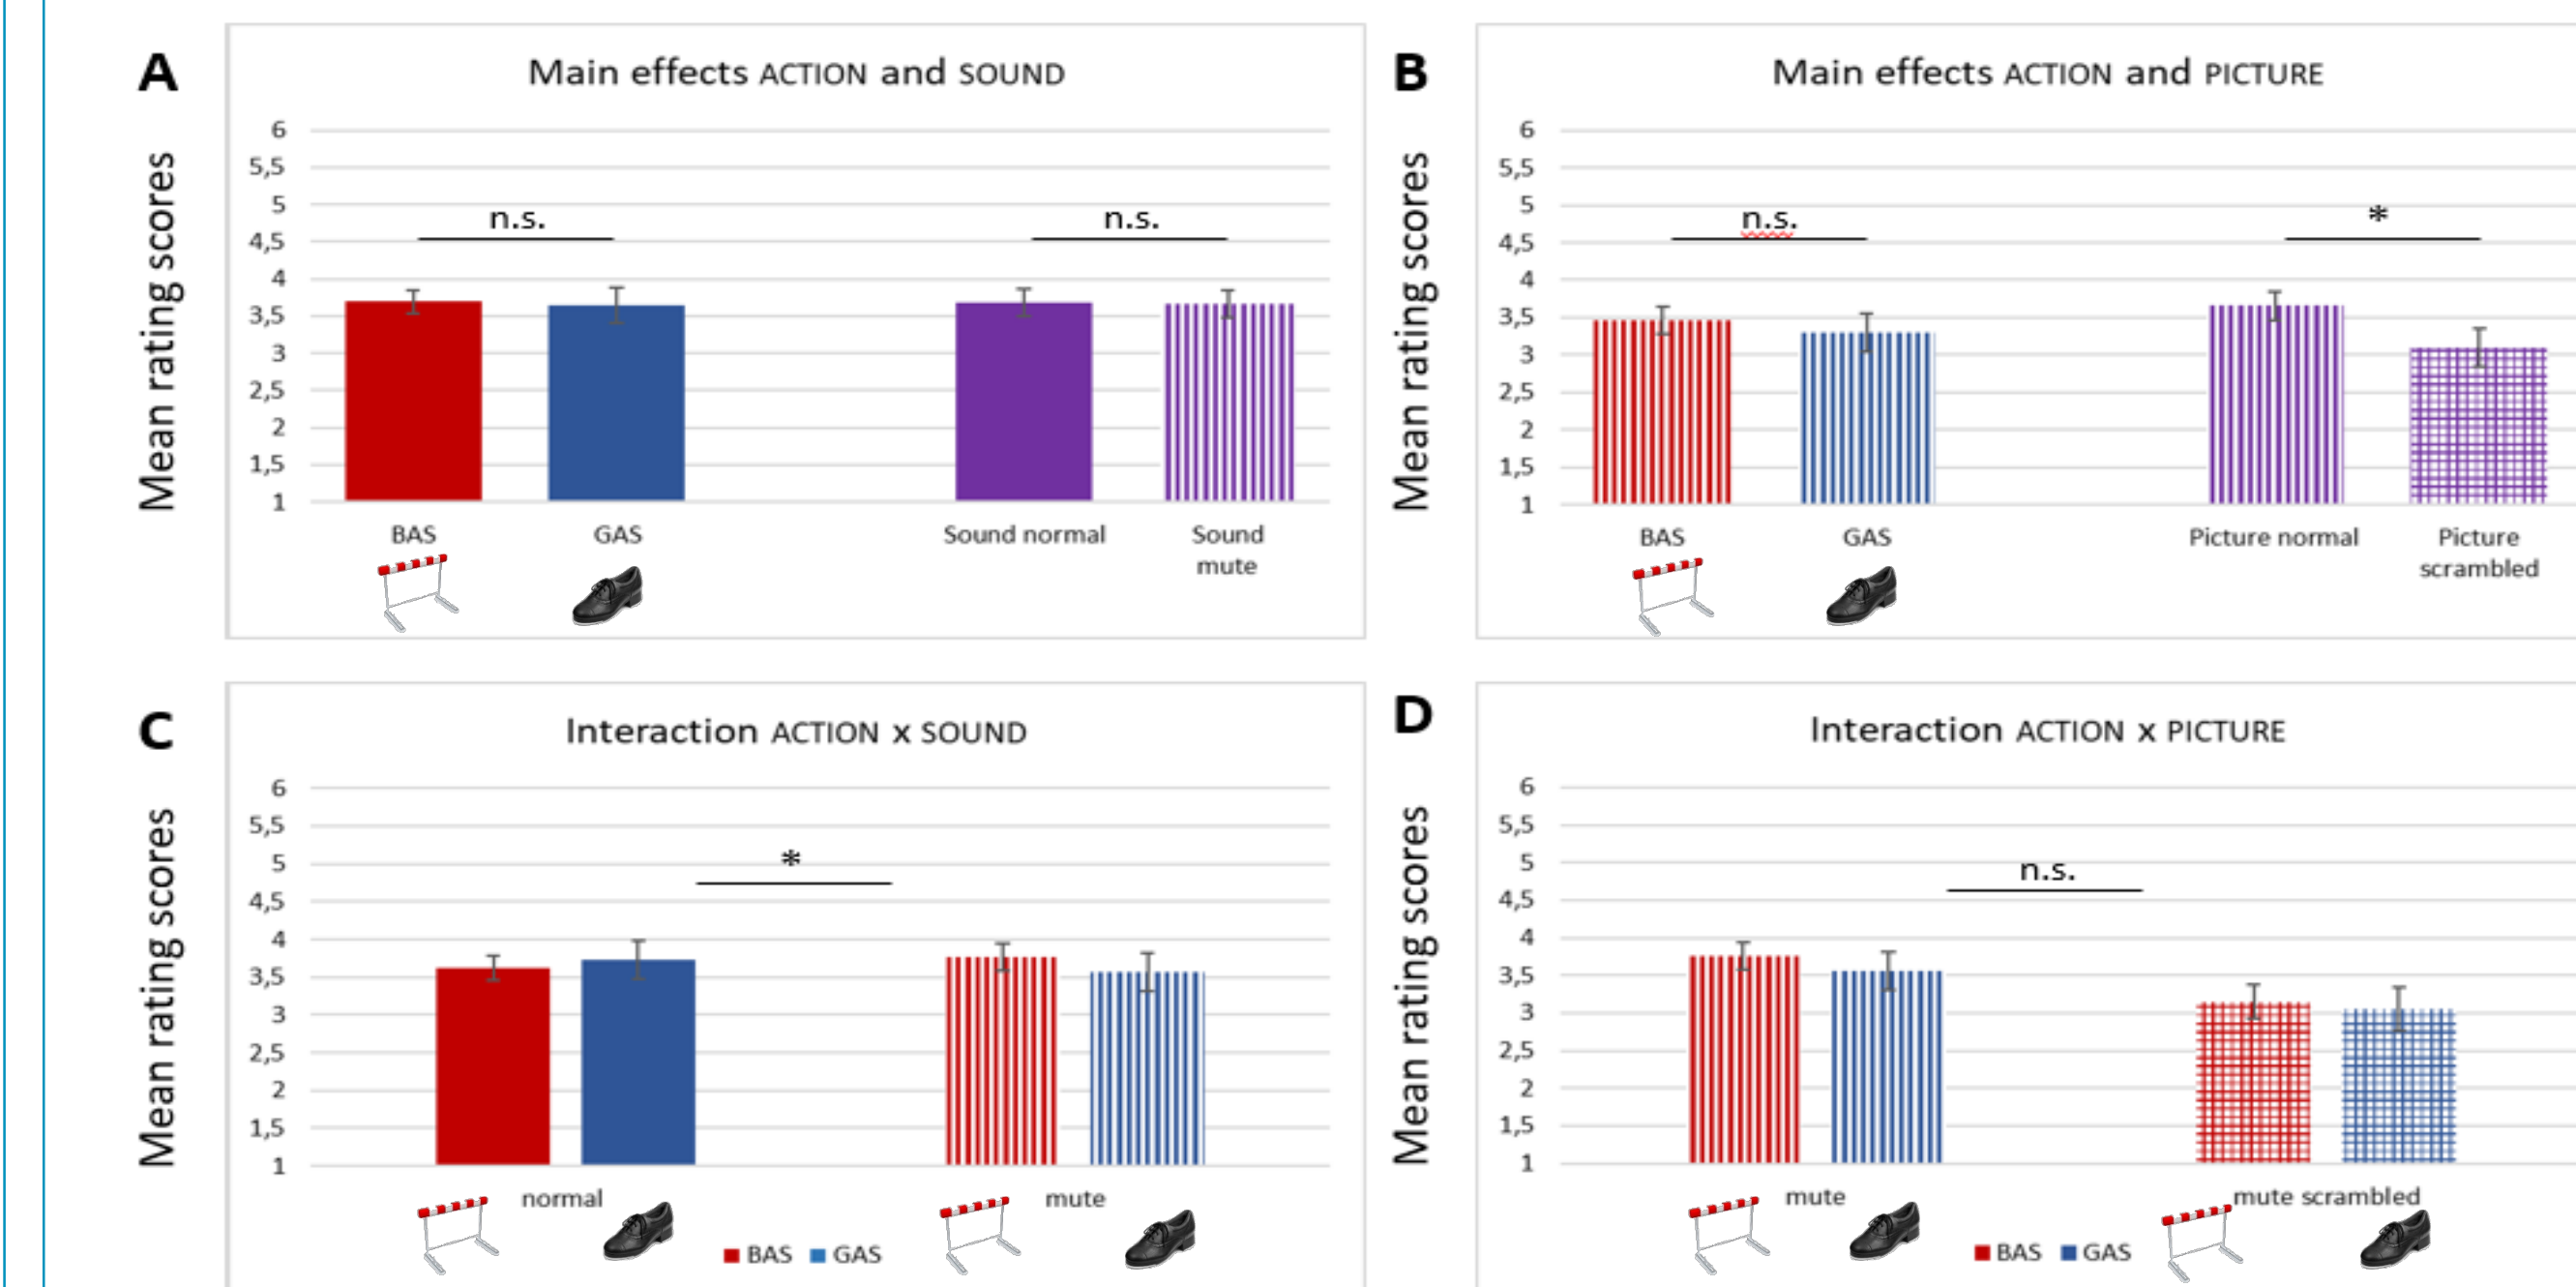 A
Main effects ACTION and SOUND
Mean rating scores
6
5,5
5
4,5
4
3,5
3
2,5
2
1,5
1
n.s.
n.s.
BAS
GAS
Sound normal
Sound
mute
B
Main effects ACTION and PICTURE
Mean rating scores
6
5,5
5
4,5
4
3,5
3
2,5
2
1,5
1
n.s.
*
BAS
GAS
Picture normal
Picture
scrambled
C
Interaction ACTION x SOUND
Mean rating scores
6
5,5
5
4,5
4
3,5
3
2,5
2
1,5
1
*
normal
mute
BAS GAS
D
Interaction ACTION x PICTURE
Mean rating scores
6
5,5
5
4,5
4
3,5
3
2,5
2
1,5
1
n.s.
mute
mute scrambled
BAS GAS